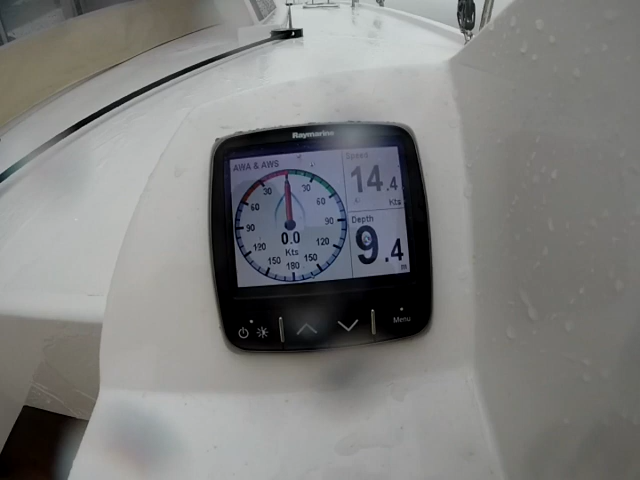 Raymarine
AWA & AWS
30 30
60 60
90 90
120 120
150 150
180
0.0
Kts
Speed
14.4
Kts
Depth
9.4
m
Menu